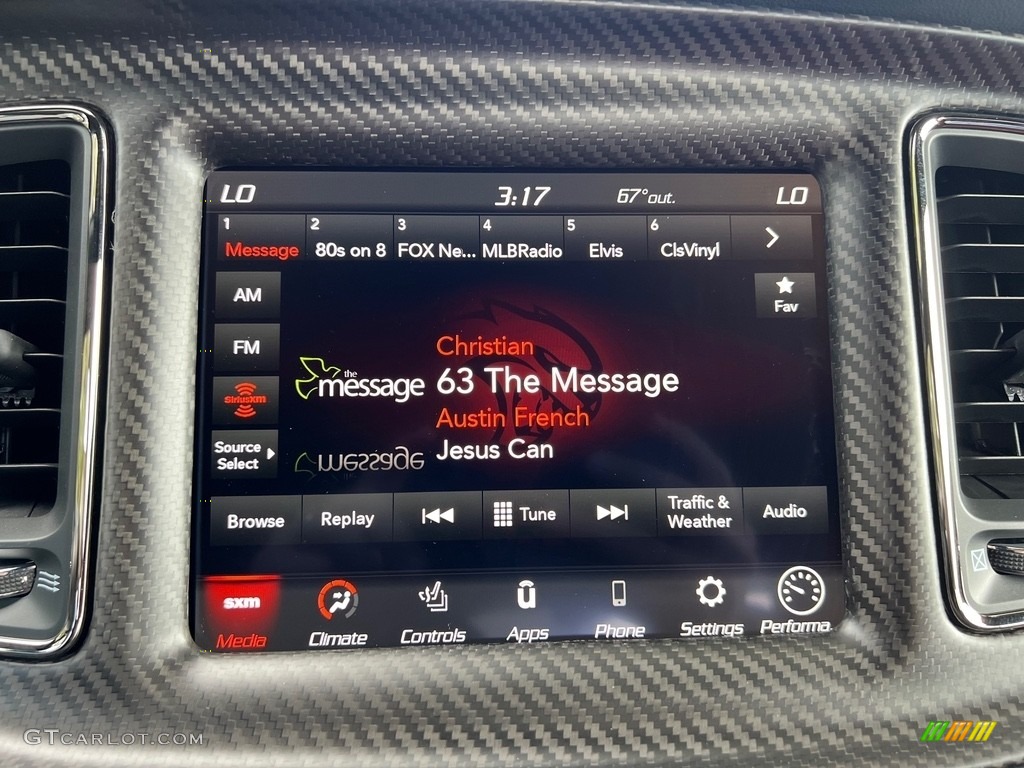 LO 3:17 67°out. LO
1 2 3 4 5 6
Message 80s on 8 FOX Ne... MLBRadio Elvis ClsVinyl
AM
Fav
FM
Christian
the
message
63 The Message
SiriusXM
Austin French
Source
Select
Jesus Can
message
Browse Replay Tune Traffic &
Weather Audio
sxm
Media Climate Controls Apps Phone Settings Performa
GTCARLOT.COM